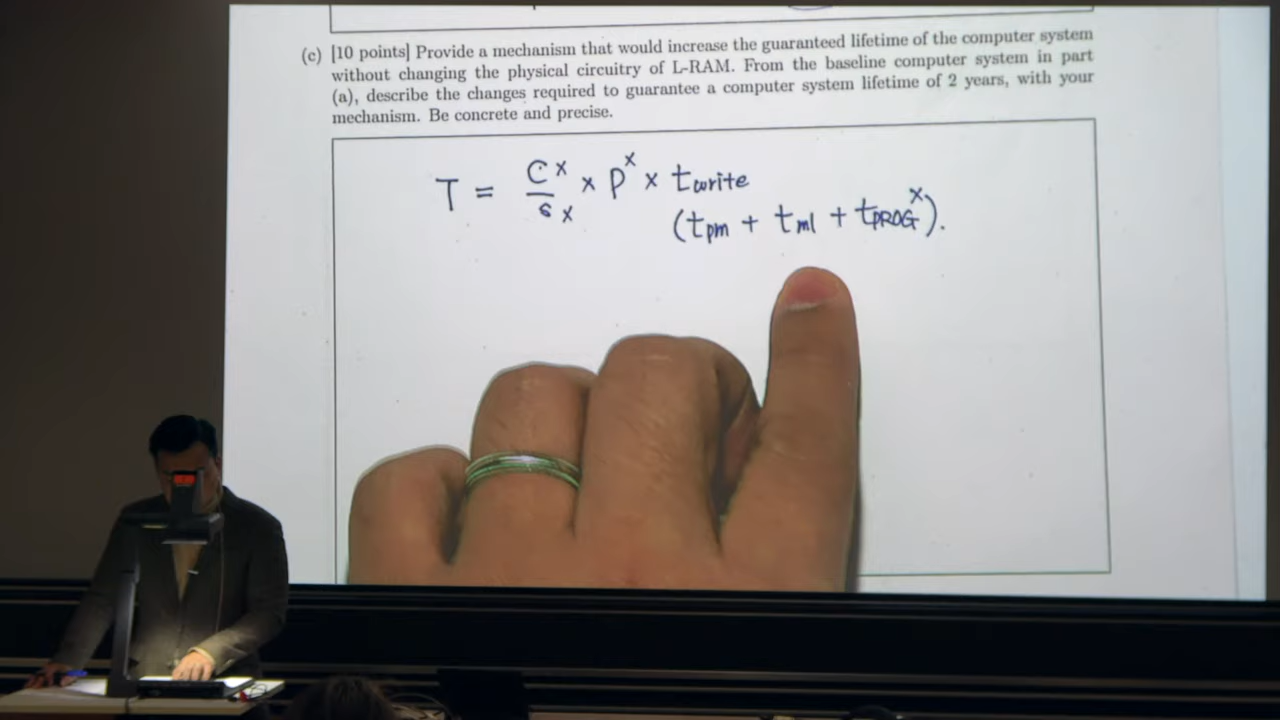 (c) [10 points] Provide a mechanism that would increase the guaranteed lifetime of the computer system
without changing the physical circuitry of L-RAM. From the baseline computer system in part
(a), describe the changes required to guarantee a computer system lifetime of 2 years, with your
mechanism. Be concrete and precise.
T = C^x / s_x × P^x × t_write
(t_pm + t_ml + t_PROG^x).